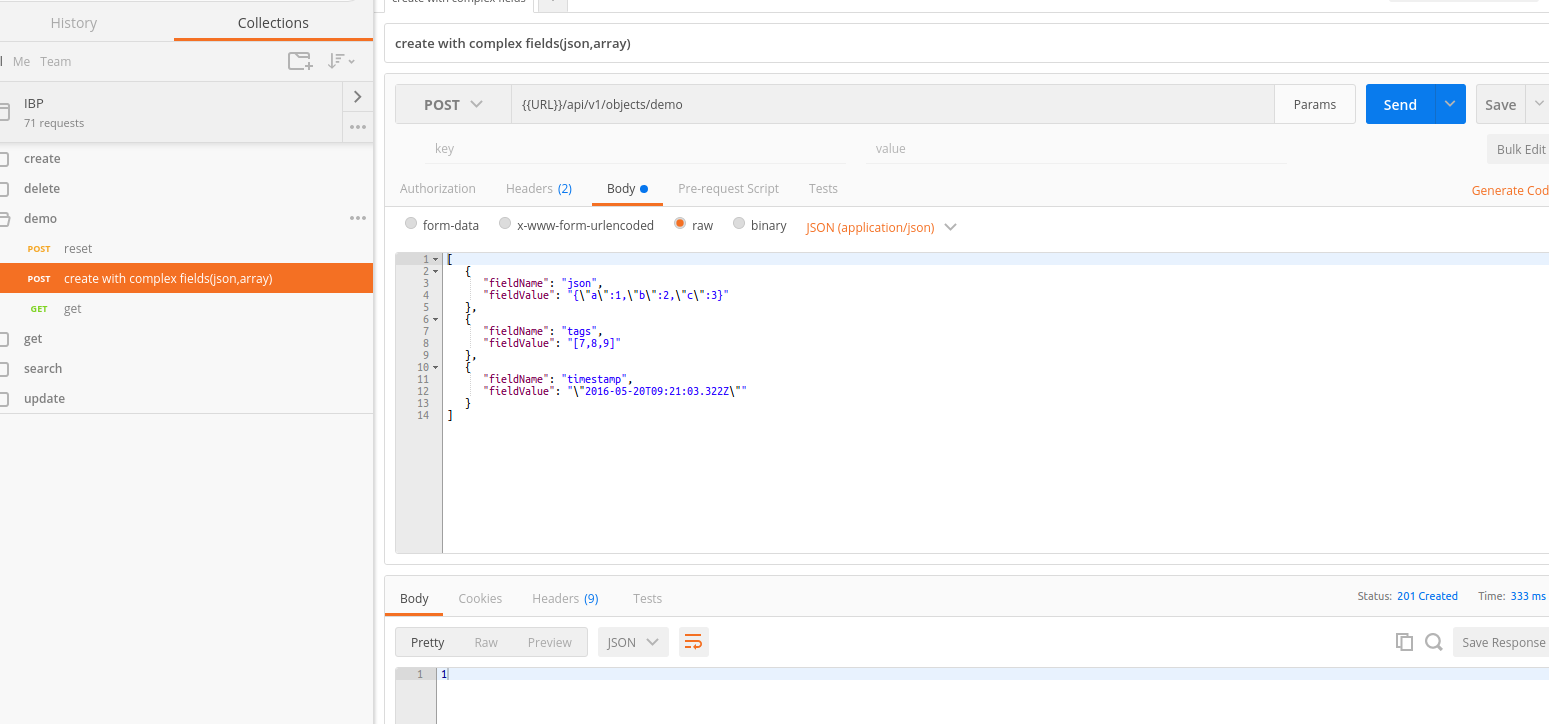 History
Collections
Me
Team
IBP
71 requests
create
delete
demo
POST reset
POST create with complex fields(json,array)
GET get
get
search
update
create with complex fields
create with complex fields(json,array)
POST
{{URL}}/api/v1/objects/demo
Params
Send
Save
key
value
Bulk Edit
Authorization
Headers (2)
Body
Pre-request Script
Tests
Generate Cod
form-data
x-www-form-urlencoded
raw
binary
JSON (application/json)
1 [
2 {
3 "fieldName": "json",
4 "fieldValue": "{\"a\":1,\"b\":2,\"c\":3}"
5 },
6 {
7 "fieldName": "tags",
8 "fieldValue": "[7,8,9]"
9 },
10 {
11 "fieldName": "timestamp",
12 "fieldValue": "\"2016-05-20T09:21:03.322Z\""
13 }
14 ]
Body
Cookies
Headers (9)
Tests
Status: 201 Created
Time: 333 ms
Pretty
Raw
Preview
JSON
Save Response
1 1